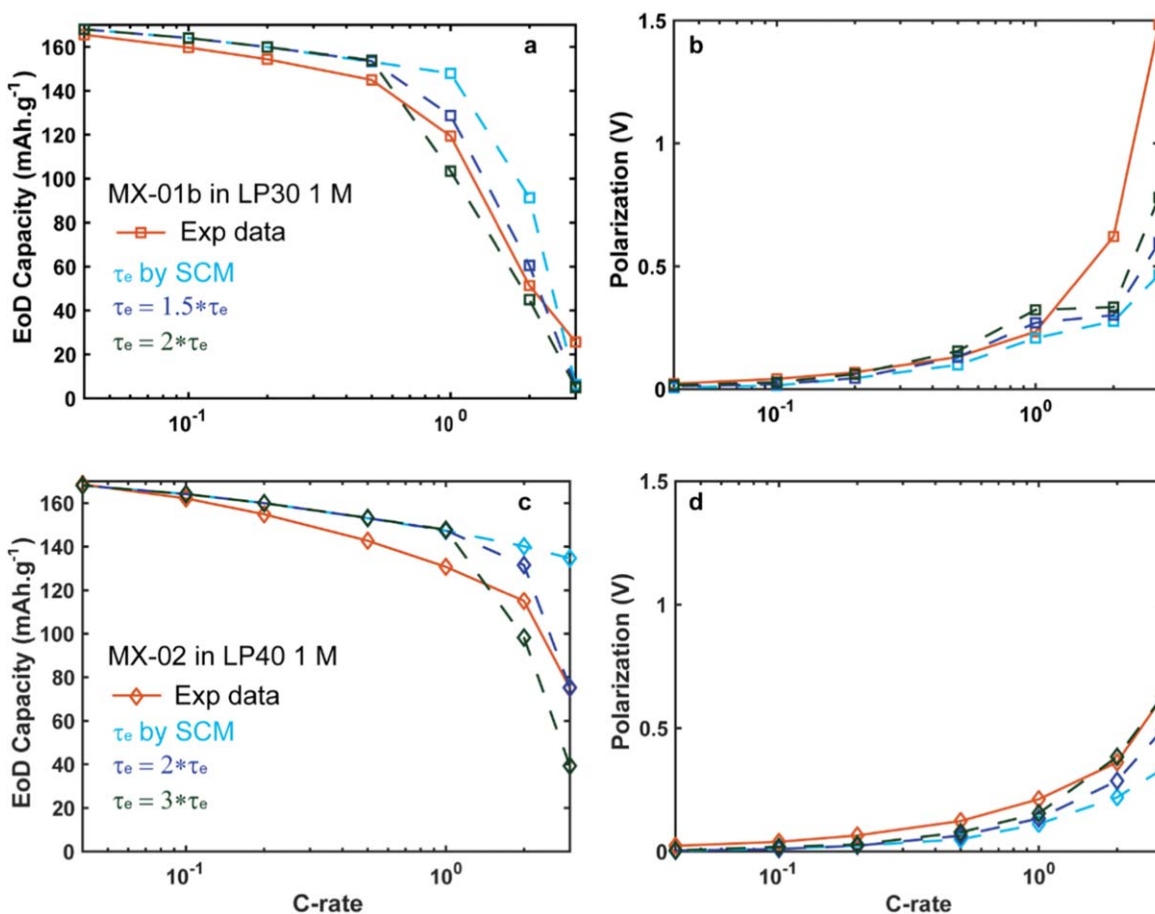 a
EoD Capacity (mAh.g⁻¹)
160
140
120
100
80
60
40
20
0
MX-01b in LP30 1 M
Exp data
τₑ by SCM
τₑ = 1.5*τₑ
τₑ = 2*τₑ
10⁻¹
10⁰
b
Polarization (V)
1.5
1
0.5
0
10⁻¹
10⁰
c
EoD Capacity (mAh.g⁻¹)
160
140
120
100
80
60
40
20
0
MX-02 in LP40 1 M
Exp data
τₑ by SCM
τₑ = 2*τₑ
τₑ = 3*τₑ
10⁻¹
10⁰
C-rate
d
Polarization (V)
1.5
1
0.5
0
10⁻¹
10⁰
C-rate